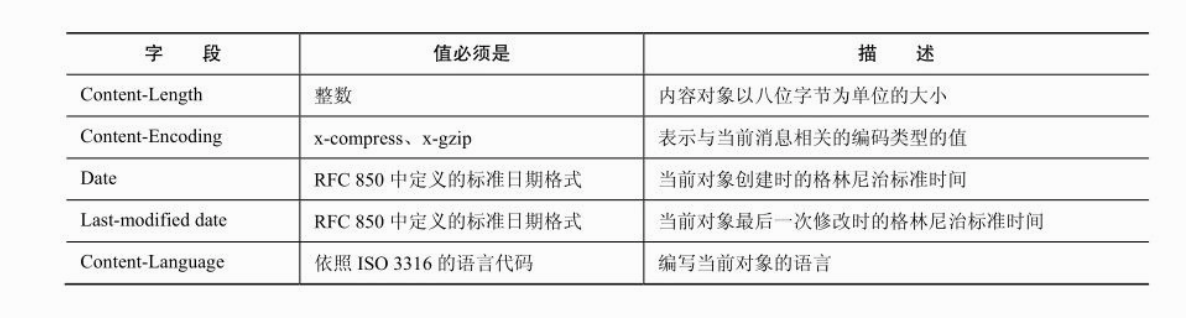 字 段 值必须是 描 述
Content-Length 整数 内容对象以八位字节为单位的大小
Content-Encoding x-compress、x-gzip 表示与当前消息相关的编码类型的值
Date RFC 850 中定义的标准日期格式 当前对象创建时的格林尼治标准时间
Last-modified date RFC 850 中定义的标准日期格式 当前对象最后一次修改时的格林尼治标准时间
Content-Language 依照 ISO 3316 的语言代码 编写当前对象的语言